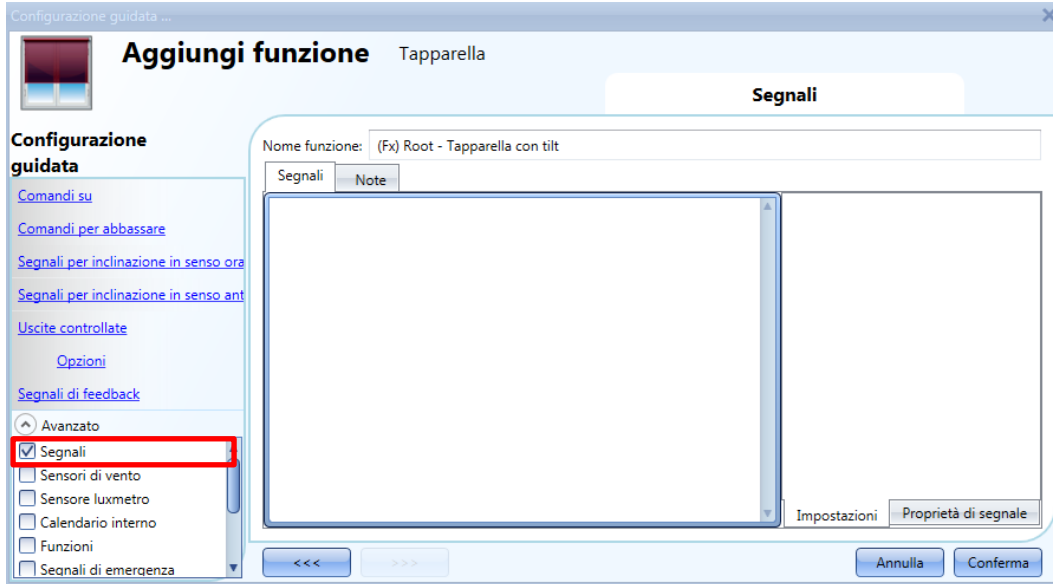 Configurazione guidata ...
Aggiungi funzione Tapparella
Segnali
Configurazione
guidata
Comandi su
Comandi per abbassare
Segnali per inclinazione in senso ora
Segnali per inclinazione in senso ant
Uscite controllate
Opzioni
Segnali di feedback
Avanzato
Segnali
Sensori di vento
Sensore luxmetro
Calendario interno
Funzioni
Segnali di emergenza
Nome funzione: (Fx) Root - Tapparella con tilt
Segnali Note
Impostazioni Proprietà di segnale
<<< >>> Annulla Conferma